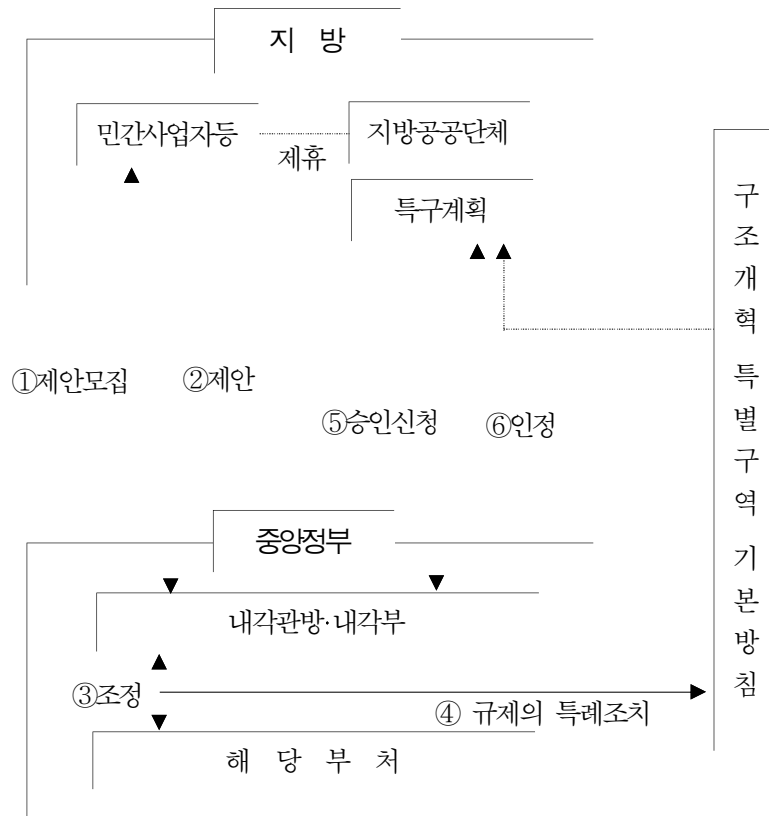 지 방
민간사업자등
제휴
지방공공단체
특구계획
구조개혁 특별구역 기본방침
①제안모집
②제안
⑤승인신청
⑥인정
중앙정부
내각관방·내각부
③조정
④ 규제의 특례조치
해 당 부 처